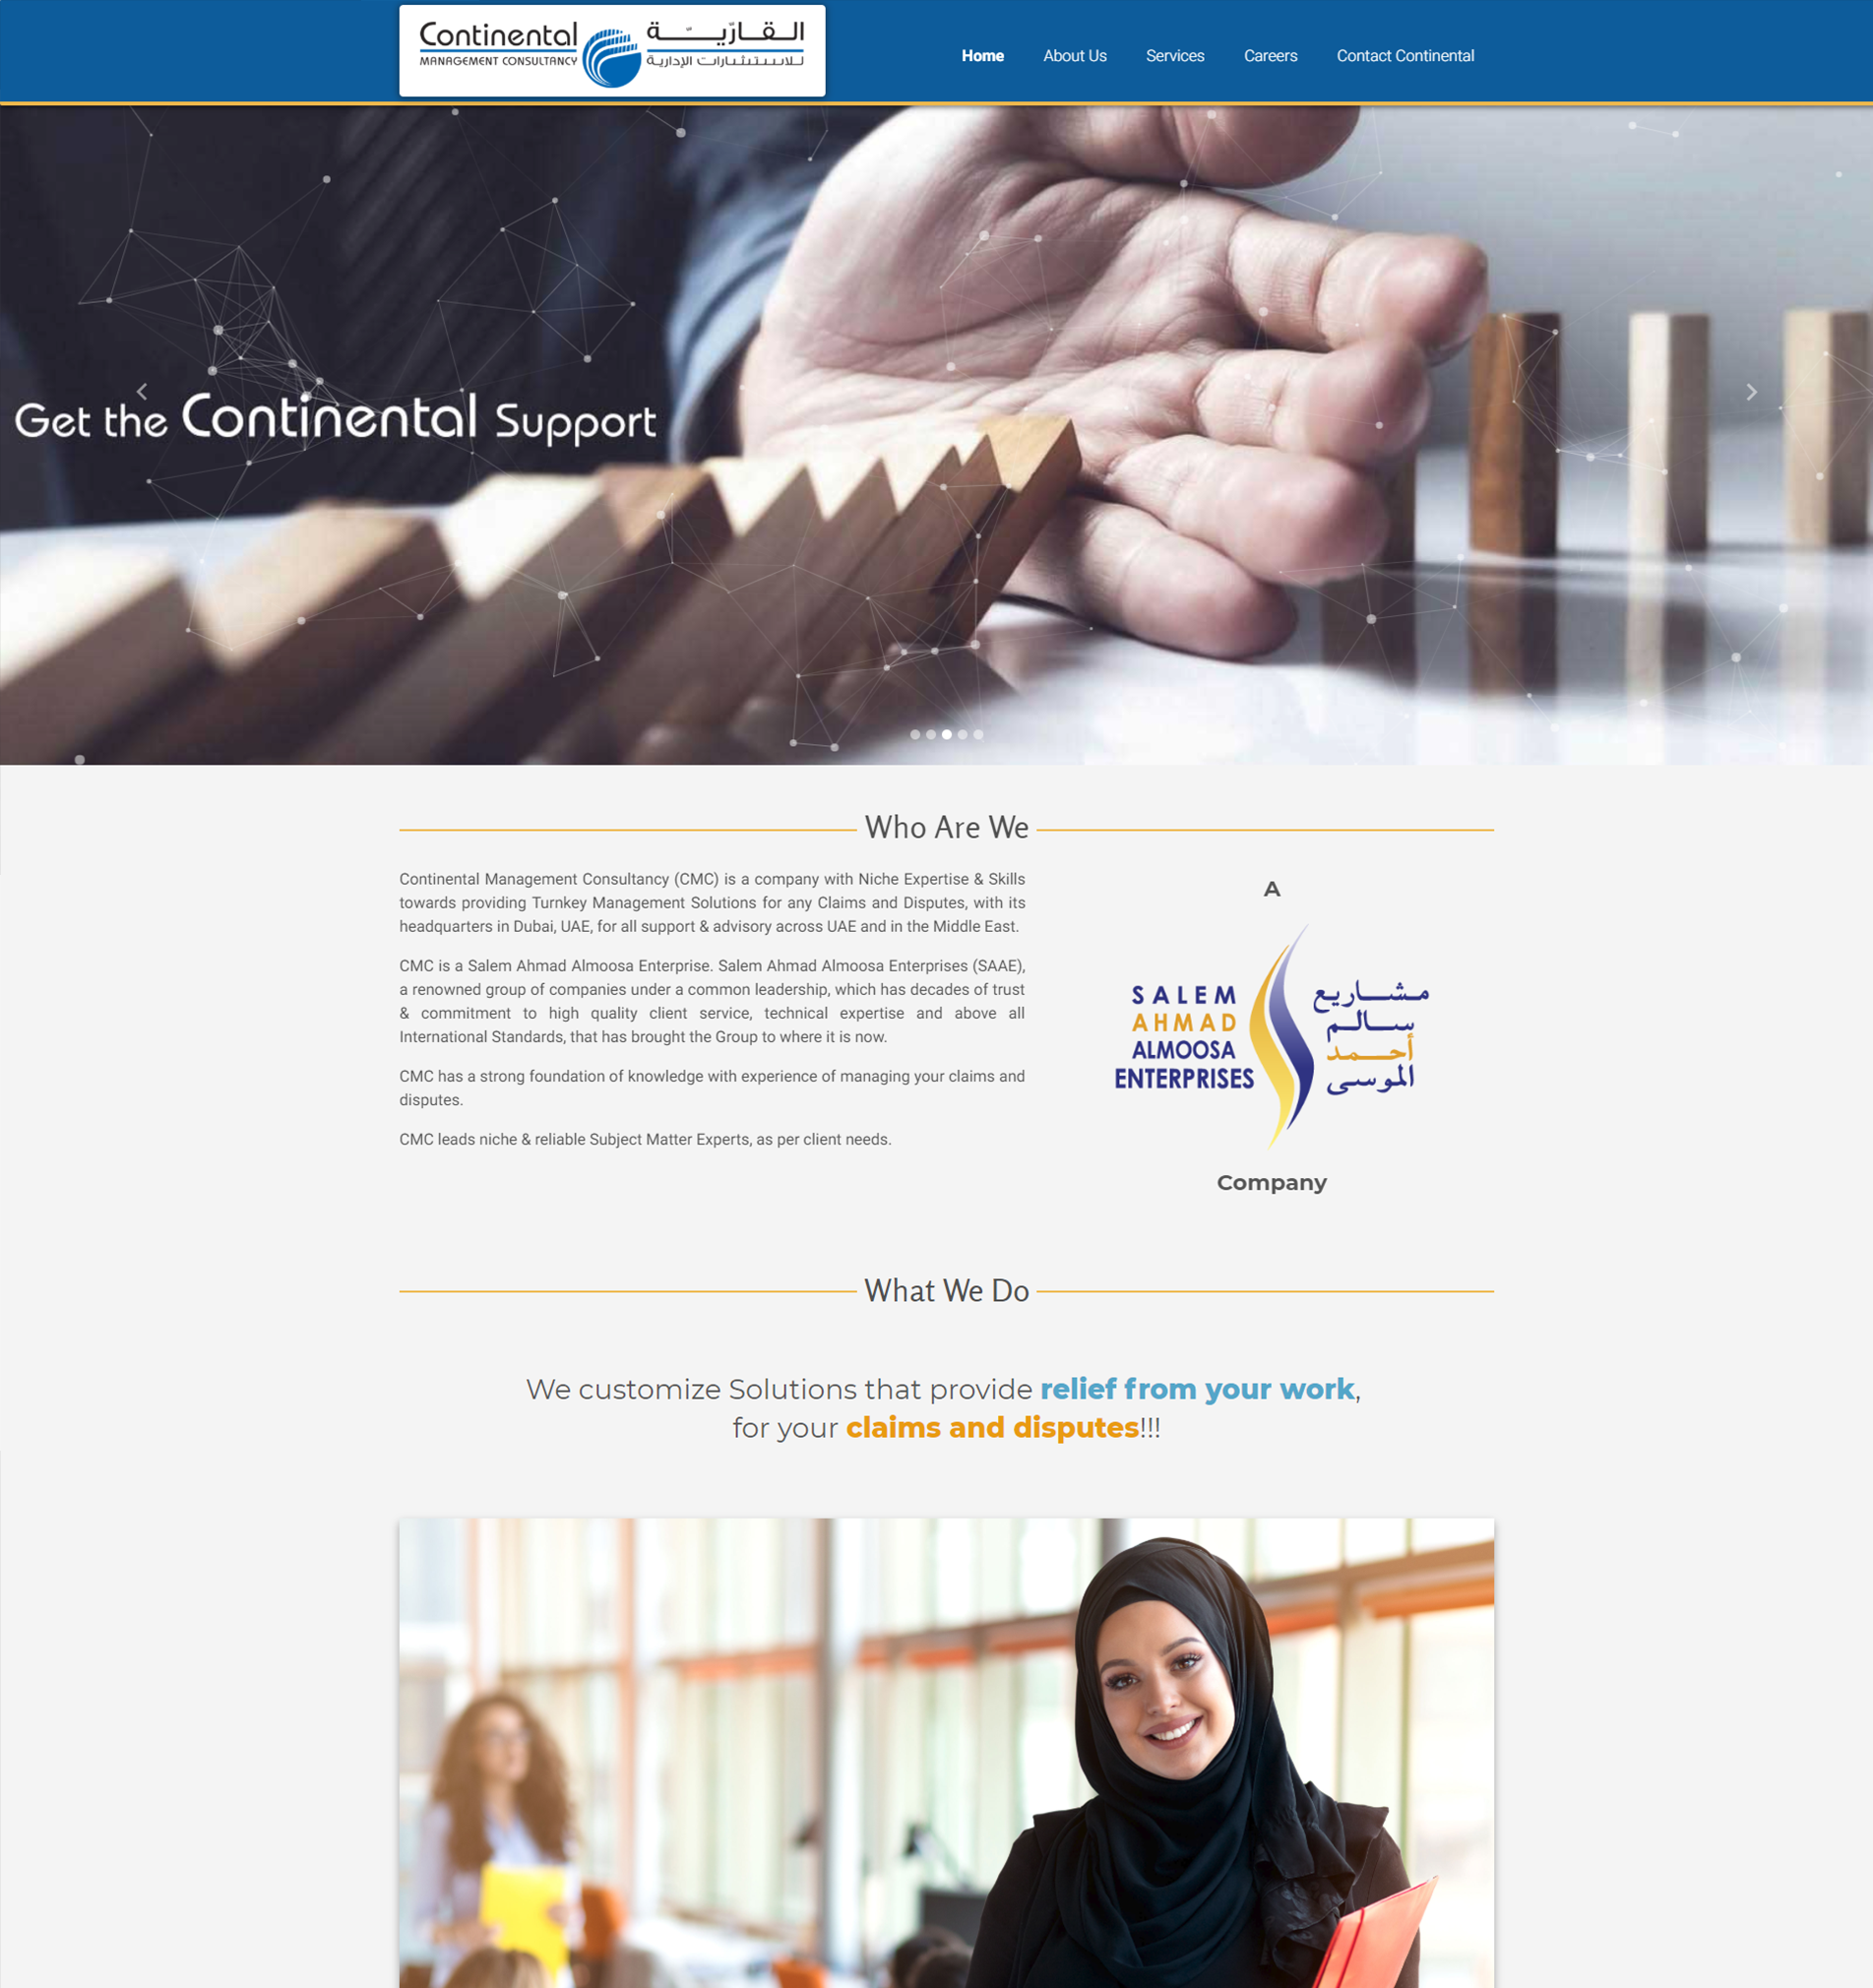 Continental
MANAGEMENT CONSULTANCY
القارّيـة
للاستشارات الإدارية
Home
About Us
Services
Careers
Contact Continental
Get the Continental Support
Who Are We
Continental Management Consultancy (CMC) is a company with Niche Expertise & Skills
towards providing Turnkey Management Solutions for any Claims and Disputes, with its
headquarters in Dubai, UAE, for all support & advisory across UAE and in the Middle East.
CMC is a Salem Ahmad Almoosa Enterprise. Salem Ahmad Almoosa Enterprises (SAAE),
a renowned group of companies under a common leadership, which has decades of trust
& commitment to high quality client service, technical expertise and above all
International Standards, that has brought the Group to where it is now.
CMC has a strong foundation of knowledge with experience of managing your claims and
disputes.
CMC leads niche & reliable Subject Matter Experts, as per client needs.
A
SALEM
AHMAD
ALMOOSA
ENTERPRISES
مشاريع
سالم
أحمد
الموسى
Company
What We Do
We customize Solutions that provide relief from your work,
for your claims and disputes!!!